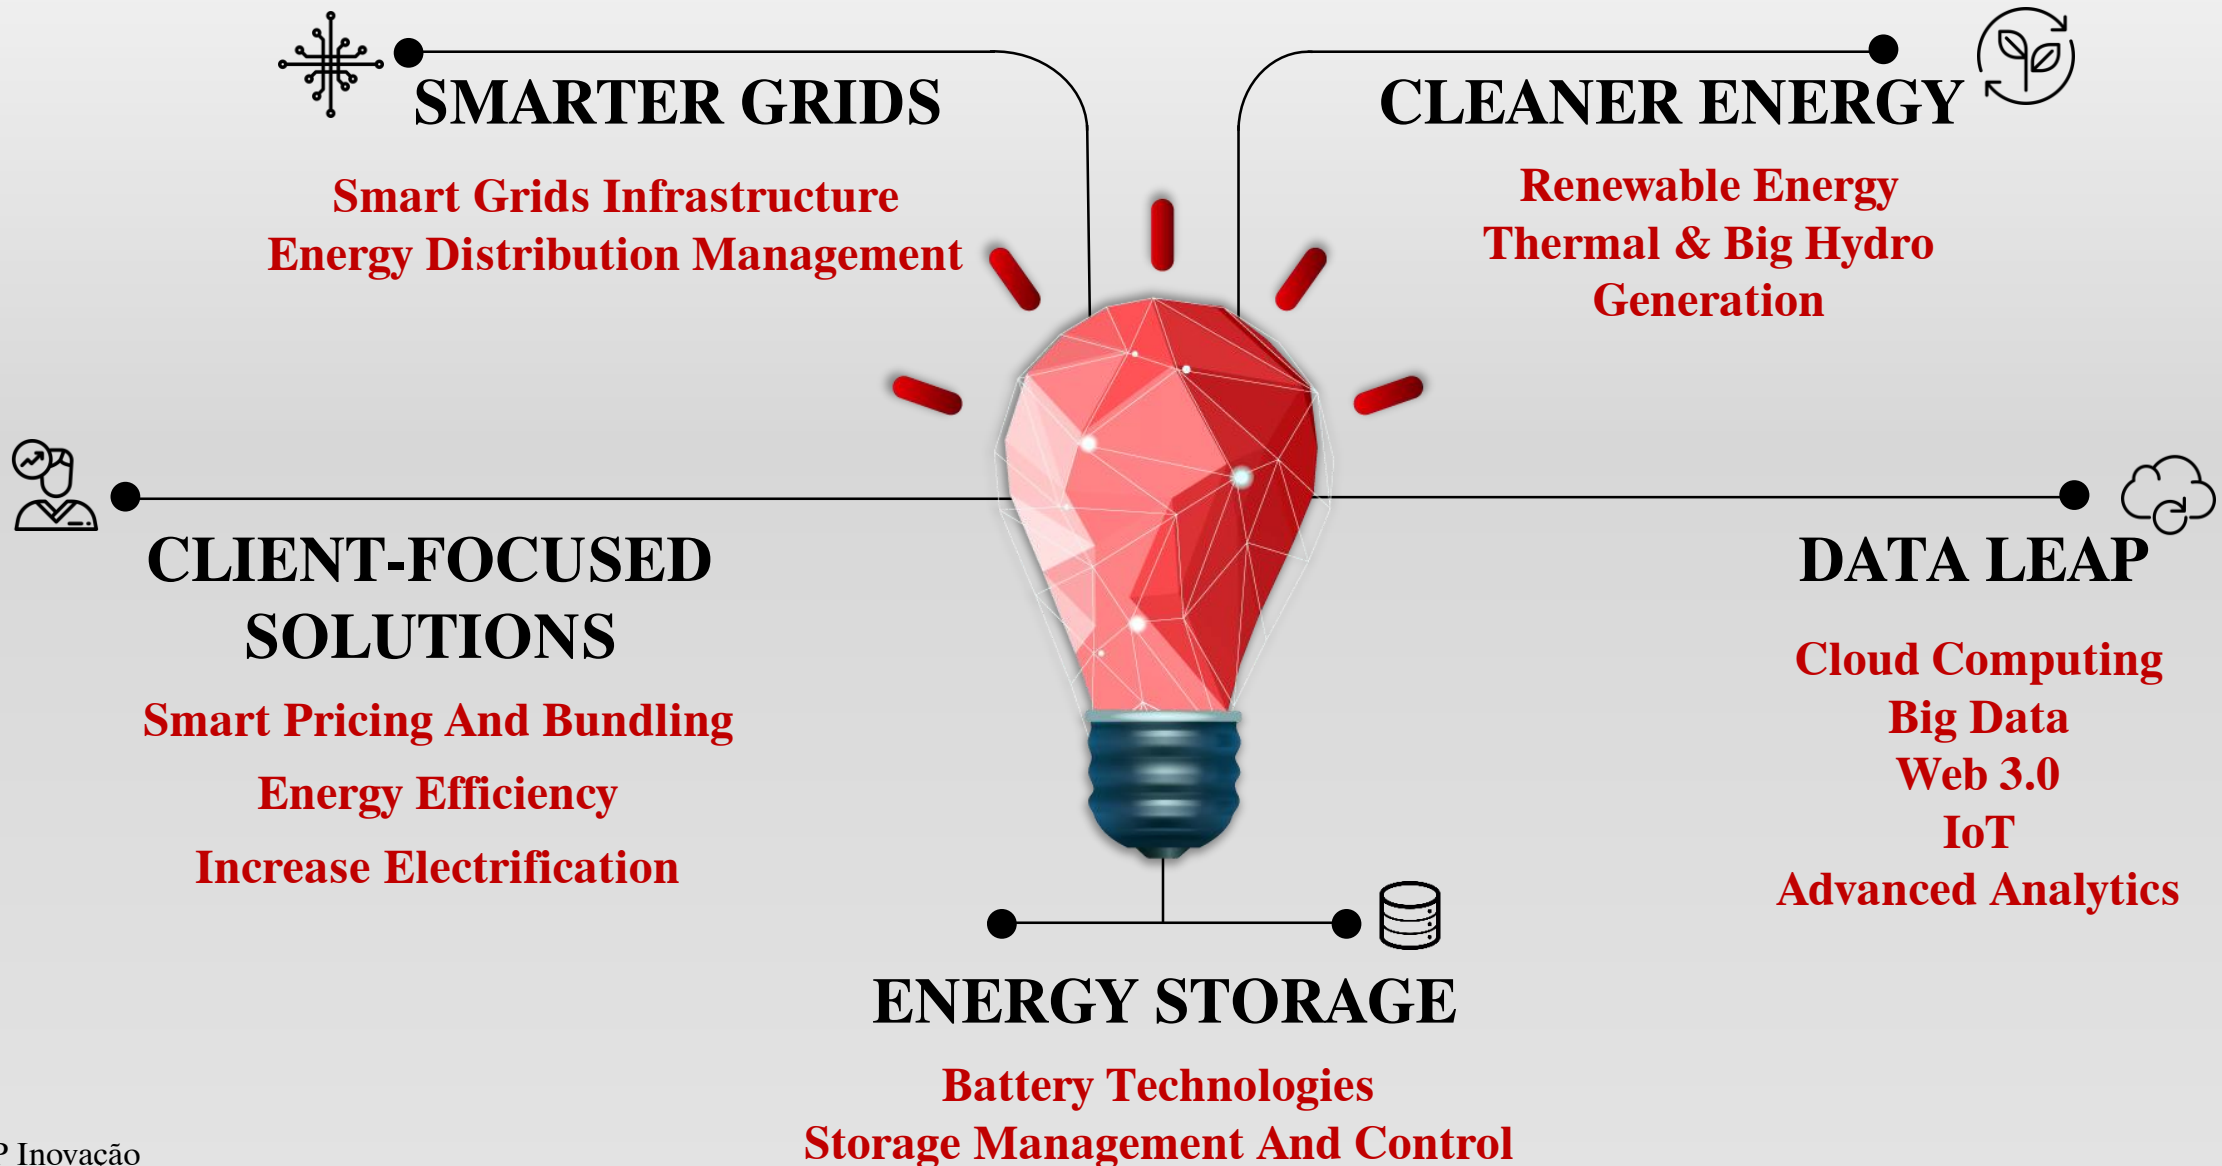 SMARTER GRIDS
Smart Grids Infrastructure
Energy Distribution Management
CLEANER ENERGY
Renewable Energy
Thermal & Big Hydro
Generation
CLIENT-FOCUSED
SOLUTIONS
Smart Pricing And Bundling
Energy Efficiency
Increase Electrification
DATA LEAP
Cloud Computing
Big Data
Web 3.0
IoT
Advanced Analytics
ENERGY STORAGE
Battery Technologies
Storage Management And Control
P Inovação